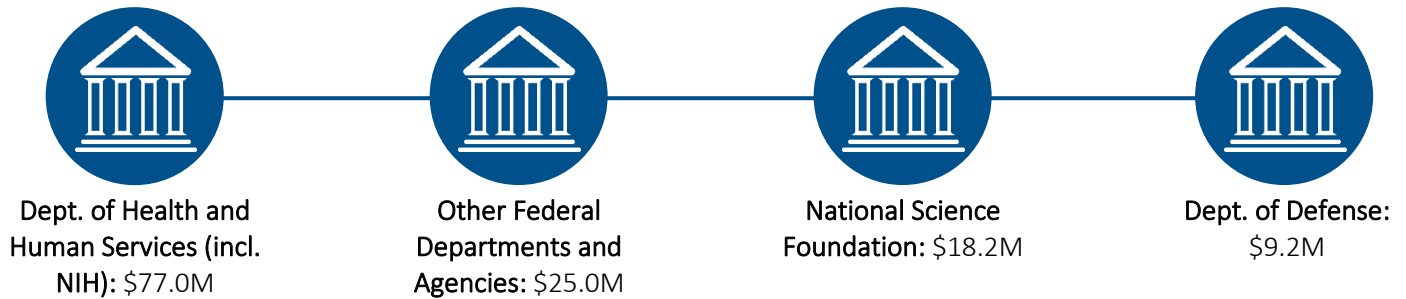 Dept. of Health and
Human Services (incl.
NIH): $77.0M
Other Federal
Departments and
Agencies: $25.0M
National Science
Foundation: $18.2M
Dept. of Defense:
$9.2M